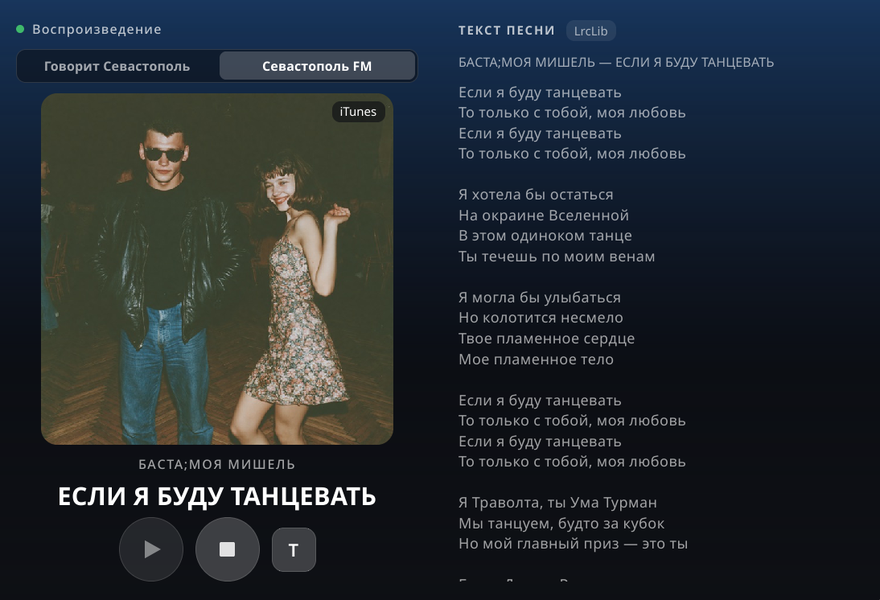 Воспроизведение
Говорит Севастополь
Севастополь FM
iTunes
БАСТА;МОЯ МИШЕЛЬ
ЕСЛИ Я БУДУ ТАНЦЕВАТЬ
T
ТЕКСТ ПЕСНИ
LrcLib
БАСТА;МОЯ МИШЕЛЬ — ЕСЛИ Я БУДУ ТАНЦЕВАТЬ
Если я буду танцевать
То только с тобой, моя любовь
Если я буду танцевать
То только с тобой, моя любовь
Я хотела бы остаться
На окраине Вселенной
В этом одиноком танце
Ты течешь по моим венам
Я могла бы улыбаться
Но колотится несмело
Твое пламенное сердце
Мое пламенное тело
Если я буду танцевать
То только с тобой, моя любовь
Если я буду танцевать
То только с тобой, моя любовь
Я Траволта, ты Ума Турман
Мы танцуем, будто за кубок
Но мой главный приз — это ты